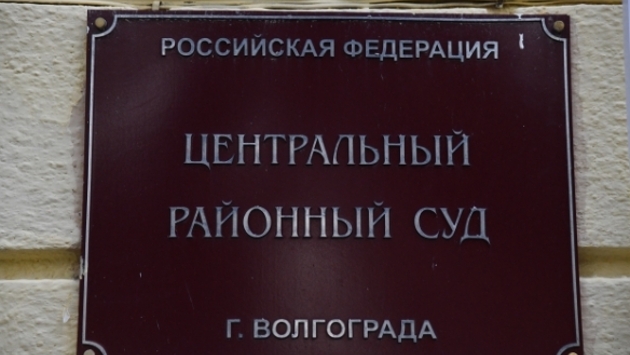 РОССИЙСКАЯ ФЕДЕРАЦИЯ
ЦЕНТРАЛЬНЫЙ
РАЙОННЫЙ СУД
Г. ВОЛГОГРАДА